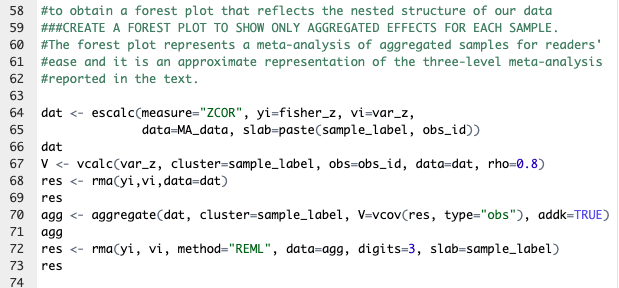 58 #to obtain a forest plot that reflects the nested structure of our data
59 ###CREATE A FOREST PLOT TO SHOW ONLY AGGREGATED EFFECTS FOR EACH SAMPLE.
60 #The forest plot represents a meta-analysis of aggregated samples for readers'
61 #ease and it is an approximate representation of the three-level meta-analysis
62 #reported in the text.
63
64 dat <- escalc(measure="ZCOR", yi=fisher_z, vi=var_z,
65               data=MA_data, slab=paste(sample_label, obs_id))
66 dat
67 V <- vcalc(var_z, cluster=sample_label, obs=obs_id, data=dat, rho=0.8)
68 res <- rma(yi,vi,data=dat)
69 res
70 agg <- aggregate(dat, cluster=sample_label, V=vcov(res, type="obs"), addk=TRUE)
71 agg
72 res <- rma(yi, vi, method="REML", data=agg, digits=3, slab=sample_label)
73 res
74